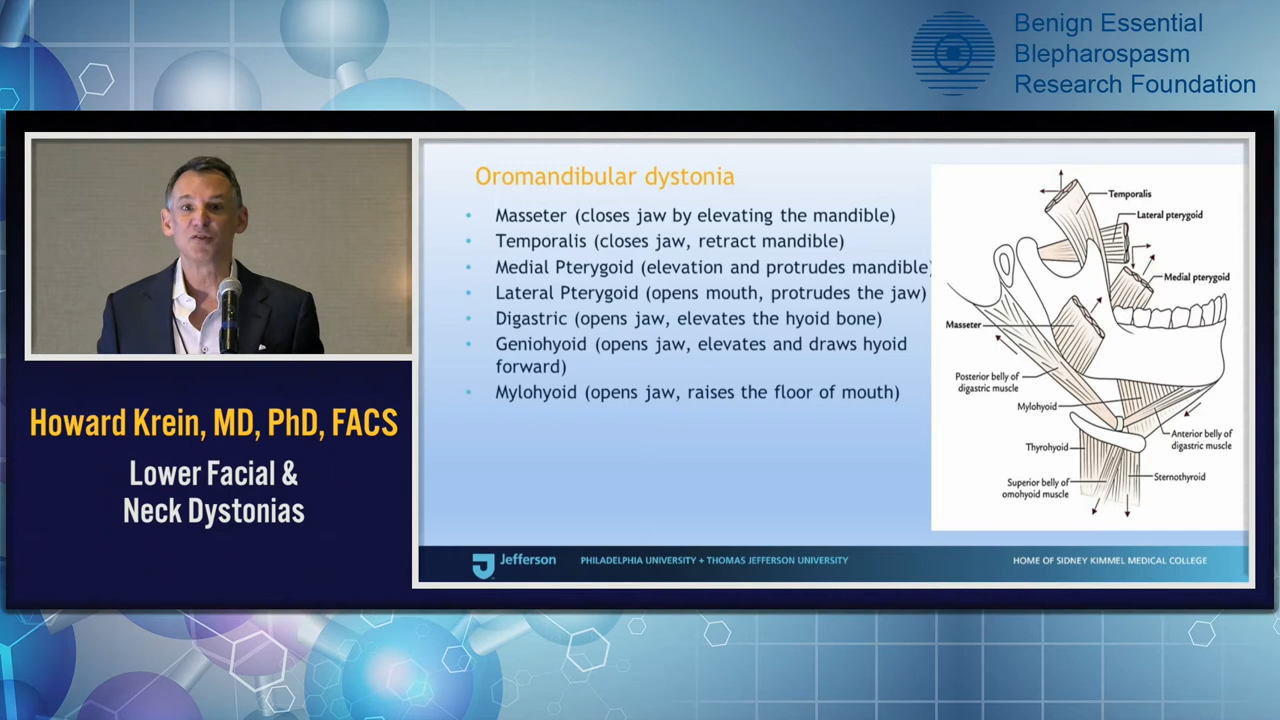 Benign Essential
Blepharospasm
Research Foundation
Howard Krein, MD, PhD, FACS
Lower Facial &
Neck Dystonias
Oromandibular dystonia
• Masseter (closes jaw by elevating the mandible)
• Temporalis (closes jaw, retract mandible)
• Medial Pterygoid (elevation and protrudes mandible)
• Lateral Pterygoid (opens mouth, protrudes the jaw)
• Digastric (opens jaw, elevates the hyoid bone)
• Geniohyoid (opens jaw, elevates and draws hyoid
forward)
• Mylohyoid (opens jaw, raises the floor of mouth)
Temporalis
Lateral pterygoid
Medial pterygoid
Masseter
Posterior belly of
digastric muscle
Mylohyoid
Thyrohyoid
Superior belly of
omohyoid muscle
Anterior belly of
digastric muscle
Sternothyroid
Jefferson
PHILADELPHIA UNIVERSITY + THOMAS JEFFERSON UNIVERSITY
HOME OF SIDNEY KIMMEL MEDICAL COLLEGE